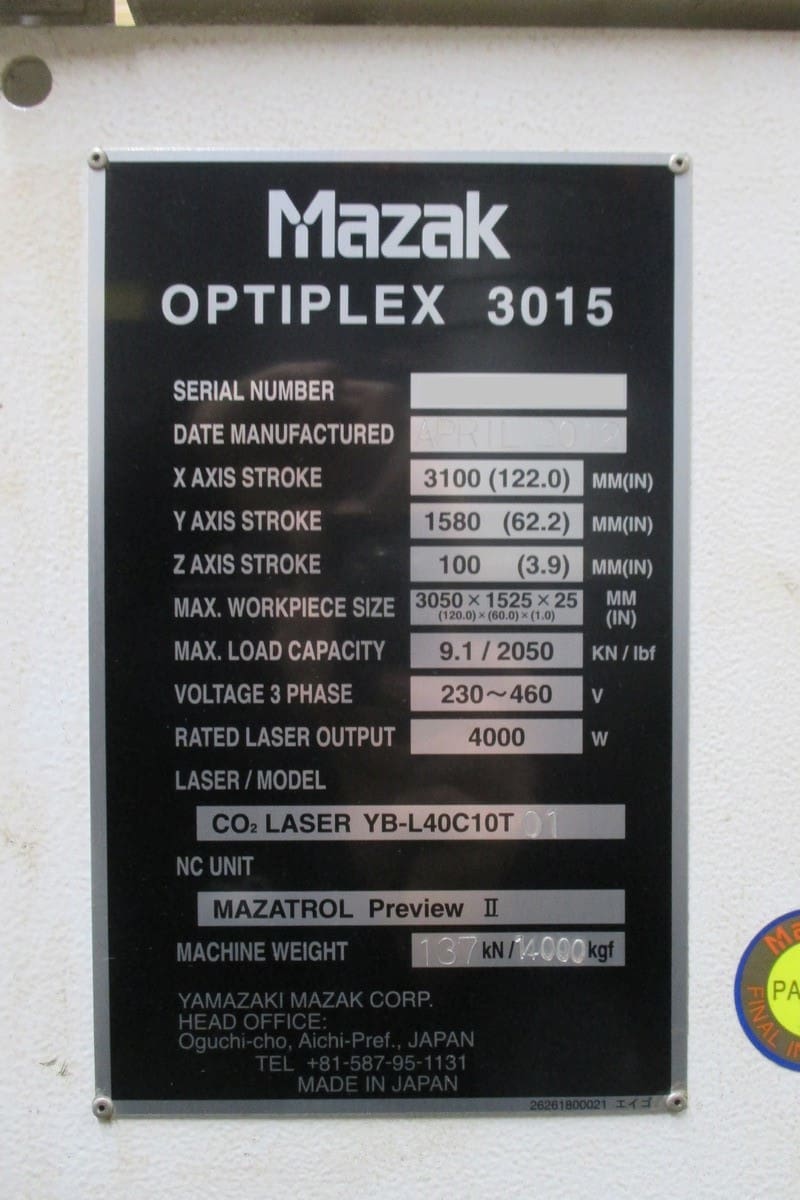 Mazak
OPTIPLEX 3015
SERIAL NUMBER
DATE MANUFACTURED APRIL
X AXIS STROKE 3100 (122.0) MM(IN)
Y AXIS STROKE 1580 (62.2) MM(IN)
Z AXIS STROKE 100 (3.9) MM(IN)
MAX. WORKPIECE SIZE 3050 × 1525 × 25 MM
(120.0) × (60.0) × (1.0) (IN)
MAX. LOAD CAPACITY 9.1 / 2050 KN / lbf
VOLTAGE 3 PHASE 230～460 V
RATED LASER OUTPUT 4000 W
LASER / MODEL
CO₂ LASER YB-L40C10T 01
NC UNIT
MAZATROL Preview Ⅱ
MACHINE WEIGHT 137 kN / 14000 kgf
YAMAZAKI MAZAK CORP.
HEAD OFFICE:
Oguchi-cho, Aichi-Pref., JAPAN
TEL +81-587-95-1131
MADE IN JAPAN
26261800021 エイゴ
FINAL